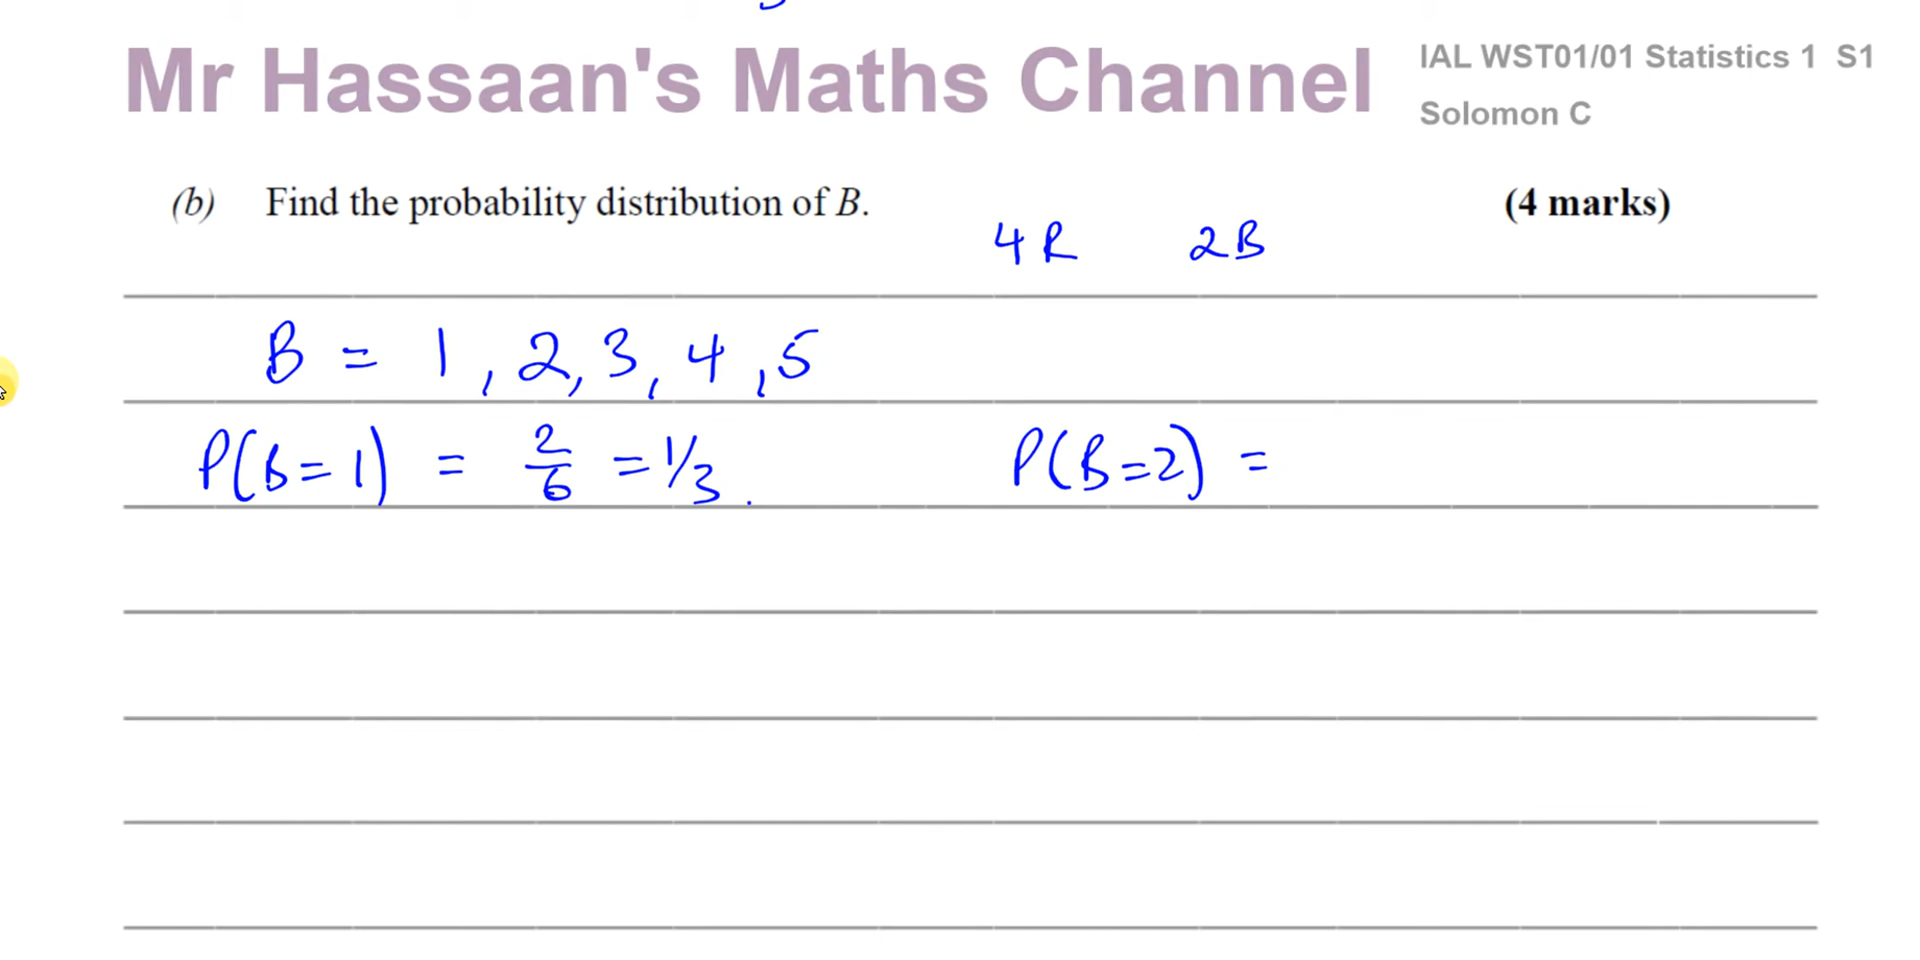 Mr Hassaan's Maths Channel
IAL WST01/01 Statistics 1 S1
Solomon C
(b) Find the probability distribution of B. (4 marks)
4R 2B
B = 1, 2, 3, 4, 5
P(B=1) = 2/6 = 1/3. P(B=2) =